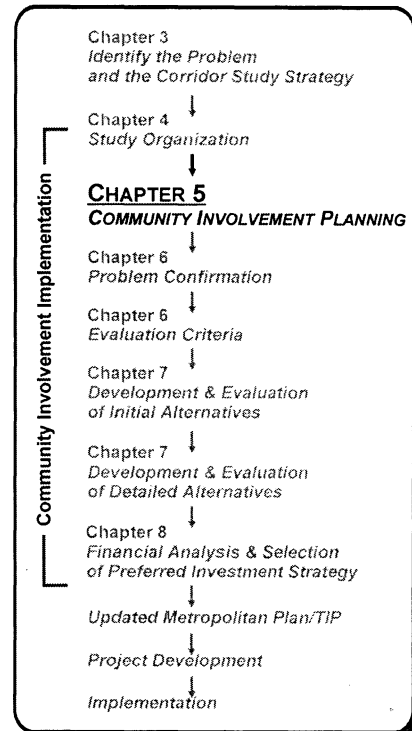 Chapter 3
Identify the Problem
and the Corridor Study Strategy
Chapter 4
Study Organization
CHAPTER 5
COMMUNITY INVOLVEMENT PLANNING
Chapter 6
Problem Confirmation
Chapter 6
Evaluation Criteria
Chapter 7
Development & Evaluation
of Initial Alternatives
Chapter 7
Development & Evaluation
of Detailed Alternatives
Chapter 8
Financial Analysis & Selection
of Preferred Investment Strategy
Updated Metropolitan Plan/TIP
Project Development
Implementation
Community Involvement Implementation